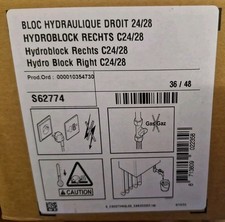 BLOC HYDRAULIQUE DROIT 24/28
HYDROBLOCK RECHTS C24/28
Hydroblock Rechts C24/28
Hydro Block Right C24/28
Prod.Ord : 000010354730
36 / 48
S62774
Gas Gaz
CAUTION